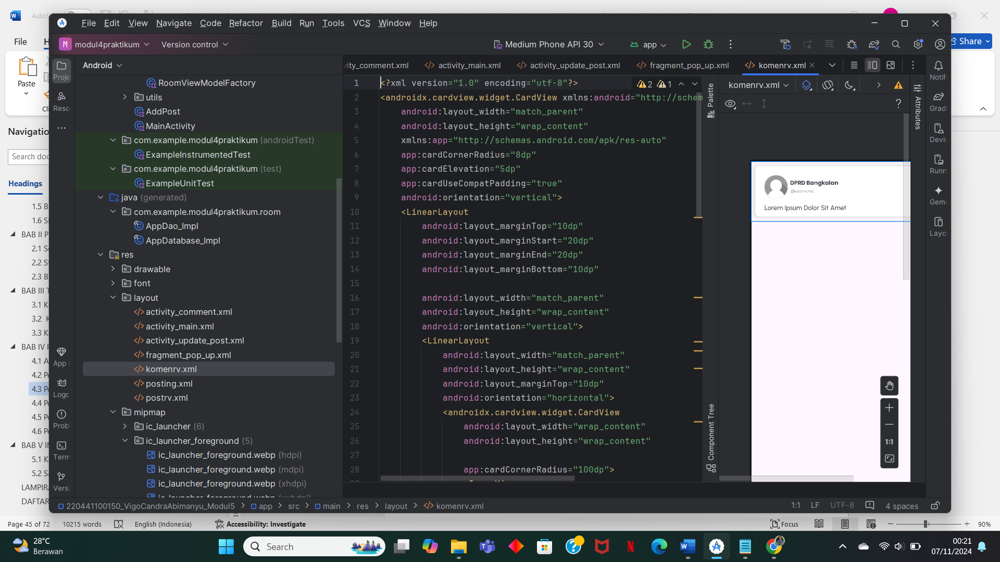 File Edit View Navigate Code Refactor Build Run Tools VCS Window Help
File
Share
M modul4praktikum Version control Medium Phone API 30 app
Paste
Navigatio
Search doc
Headings
1.5 B
1.6 Si
BAB II P
2.1 Se
2.2 St
2.3 B
BAB III T
3.1 K
3.2 K
3.3 K
BAB IV P
4.1 A
4.2 Pe
4.3 Pe
4.4 Pe
4.5 Pe
4.6 Pe
BAB V IM
5.1 K
5.2 Sa
LAMPIRA
DAFTAR
Proje
Reso
App
Logc
Probl
Term
Versi
Android
RoomViewModelFactory
utils
AddPost
MainActivity
com.example.modul4praktikum (androidTest)
ExampleInstrumentedTest
com.example.modul4praktikum (test)
ExampleUnitTest
java (generated)
com.example.modul4praktikum.room
AppDao_Impl
AppDatabase_Impl
res
drawable
font
layout
activity_comment.xml
activity_main.xml
activity_update_post.xml
fragment_pop_up.xml
komenrv.xml
posting.xml
postrv.xml
mipmap
ic_launcher (6)
ic_launcher_foreground (5)
ic_launcher_foreground.webp (hdpi)
ic_launcher_foreground.webp (mdpi)
ic_launcher_foreground.webp (xhdpi)
vity_comment.xml activity_main.xml activity_update_post.xml fragment_pop_up.xml komenrv.xml
1 <?xml version="1.0" encoding="utf-8"?> 2 1
2 <androidx.cardview.widget.CardView xmlns:android="http://schem
3 android:layout_width="match_parent"
4 android:layout_height="wrap_content"
5 xmlns:app="http://schemas.android.com/apk/res-auto"
6 app:cardCornerRadius="8dp"
7 app:cardElevation="5dp"
8 app:cardUseCompatPadding="true"
9 android:orientation="vertical">
10 <LinearLayout
11 android:layout_marginTop="10dp"
12 android:layout_marginStart="20dp"
13 android:layout_marginEnd="20dp"
14 android:layout_marginBottom="10dp"
15
16 android:layout_width="match_parent"
17 android:layout_height="wrap_content"
18 android:orientation="vertical">
19 <LinearLayout
20 android:layout_width="match_parent"
21 android:layout_height="wrap_content"
22 android:layout_marginTop="10dp"
23 android:orientation="horizontal">
24 <androidx.cardview.widget.CardView
25 android:layout_width="wrap_content"
26 android:layout_height="wrap_content"
27
28 app:cardCornerRadius="100dp">
Palette
Component Tree
komenrv.xml
?
DPRD Bangkalan
@username
Lorem Ipsum Dolor Sit Amet
1:1
Attributes
Notifi
Gradl
Devic
Runn
Gemi
Layo
220441100150_VigoCandraAbimanyu_Modul5 > app > src > main > res > layout > komenrv.xml
1:1 LF UTF-8 4 spaces
Page 45 of 72 10215 words English (Indonesia) Accessibility: Investigate Focus 90%
28°C
Berawan
Search
00:21
07/11/2024